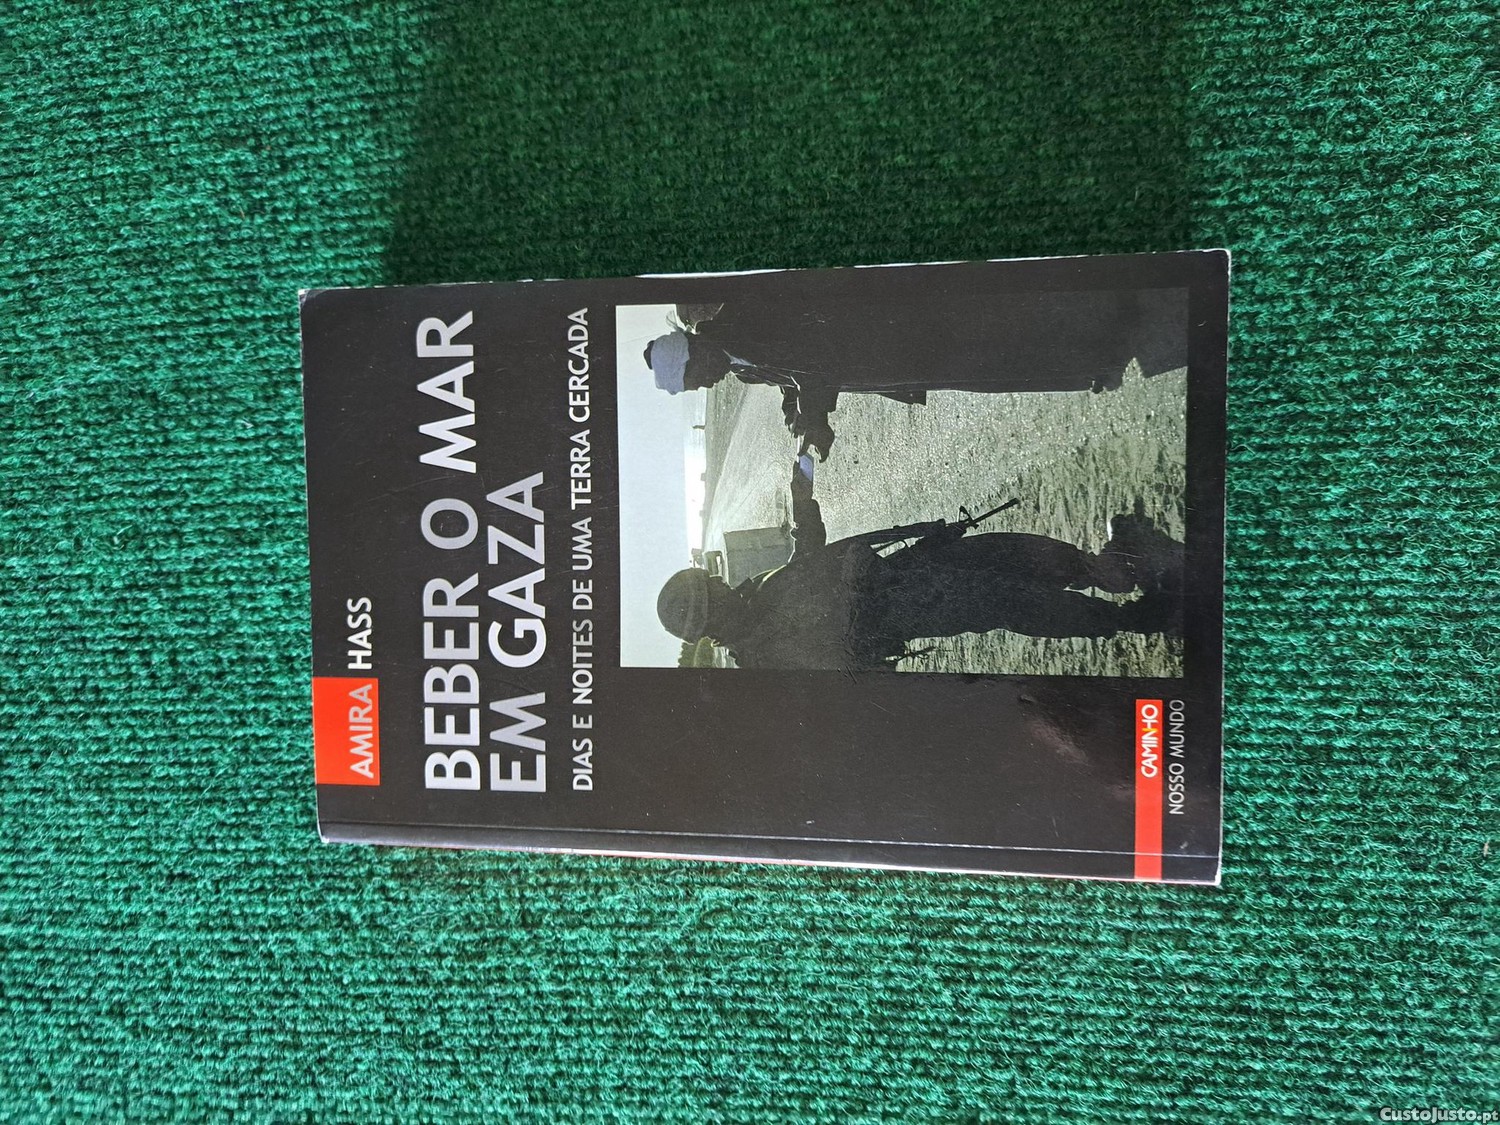 AMIRA HASS
BEBER O MAR
EM GAZA
DIAS E NOITES DE UMA TERRA CERCADA
CAMINHO
NOSSO MUNDO
CustoJusto.pt